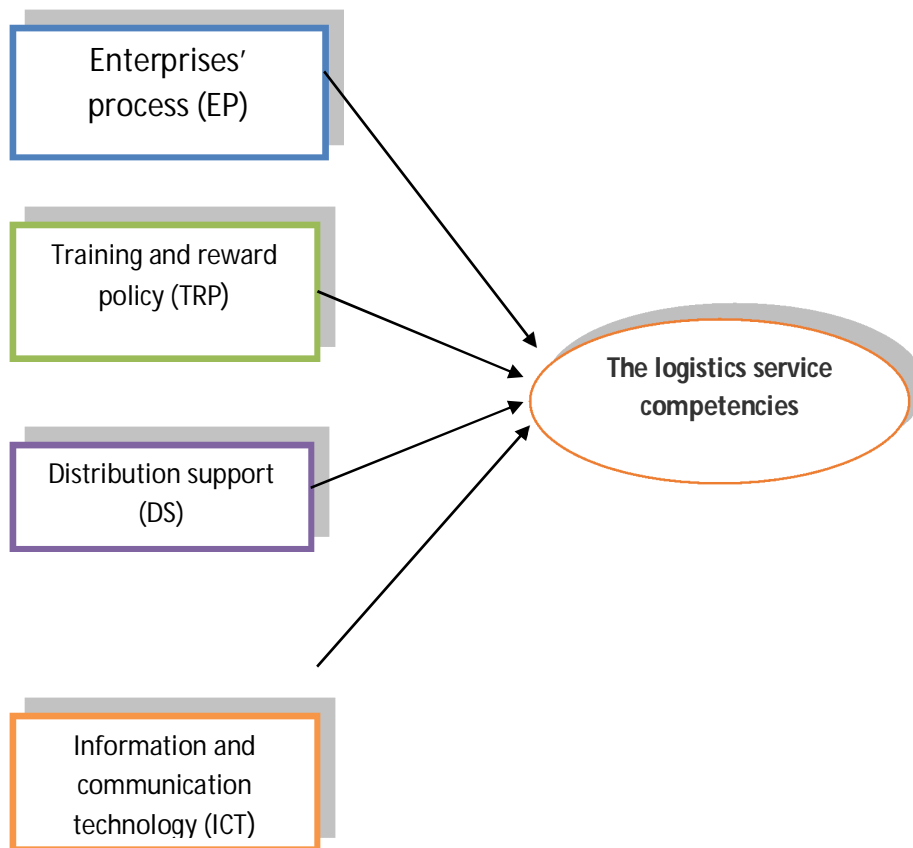 Enterprises’
process (EP)
Training and reward
policy (TRP)
The logistics service
competencies
Distribution support
(DS)
Information and
communication
technology (ICT)